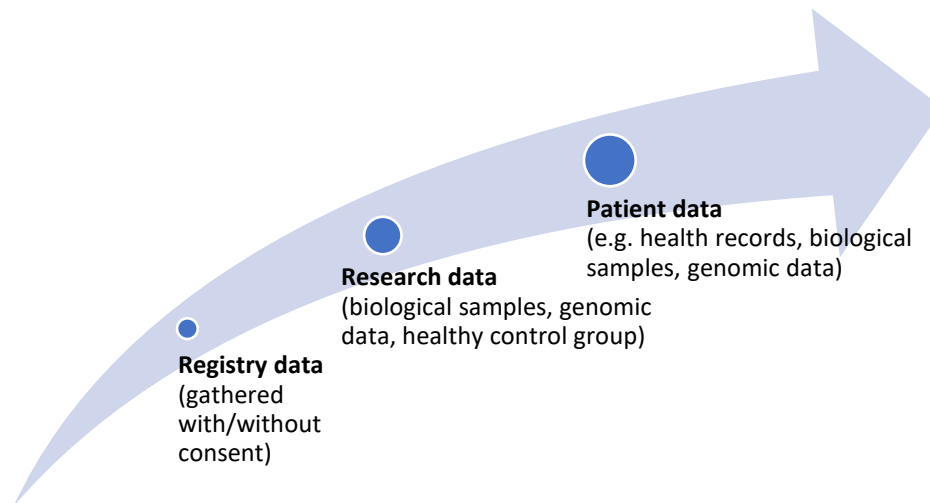 Patient data
(e.g. health records, biological
samples, genomic data)
Research data
(biological samples, genomic
data, healthy control group)
Registry data
(gathered
with/without
consent)